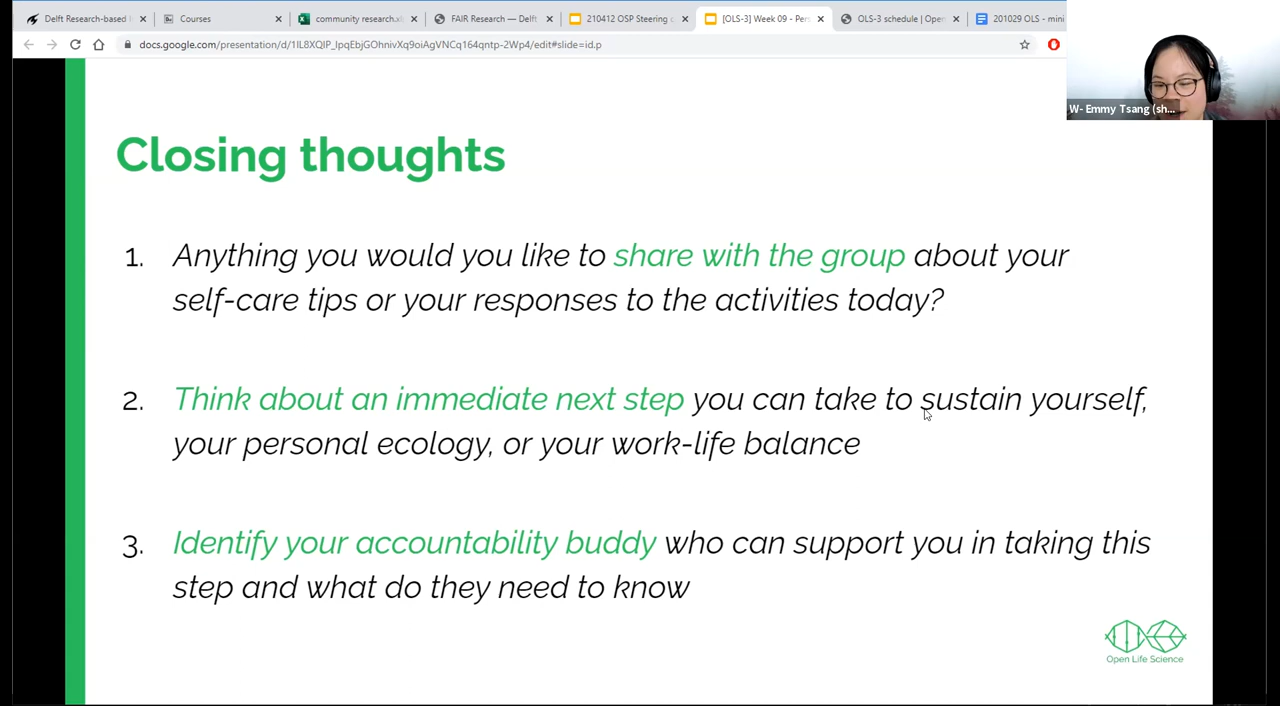 Delft Research-based l
Courses
community research.xl
FAIR Research — Delft
210412 OSP Steering c
[OLS-3] Week 09 - Per
OLS-3 schedule | Open
201029 OLS - mini
docs.google.com/presentation/d/1IL8XQIP_IpqEbjGOhnivXq9oiAgVNCq164qntp-2Wp4/edit#slide=id.p
W- Emmy Tsang (sh...
Closing thoughts
1. Anything you would you like to share with the group about your
self-care tips or your responses to the activities today?
2. Think about an immediate next step you can take to sustain yourself,
your personal ecology, or your work-life balance
3. Identify your accountability buddy who can support you in taking this
step and what do they need to know
Open Life Science